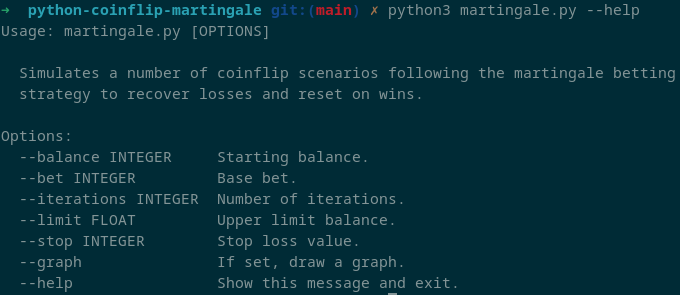 ➜  python-coinflip-martingale git:(main) ✗ python3 martingale.py --help
Usage: martingale.py [OPTIONS]

  Simulates a number of coinflip scenarios following the martingale betting
  strategy to recover losses and reset on wins.

Options:
  --balance INTEGER     Starting balance.
  --bet INTEGER         Base bet.
  --iterations INTEGER  Number of iterations.
  --limit FLOAT         Upper limit balance.
  --stop INTEGER        Stop loss value.
  --graph               If set, draw a graph.
  --help                Show this message and exit.